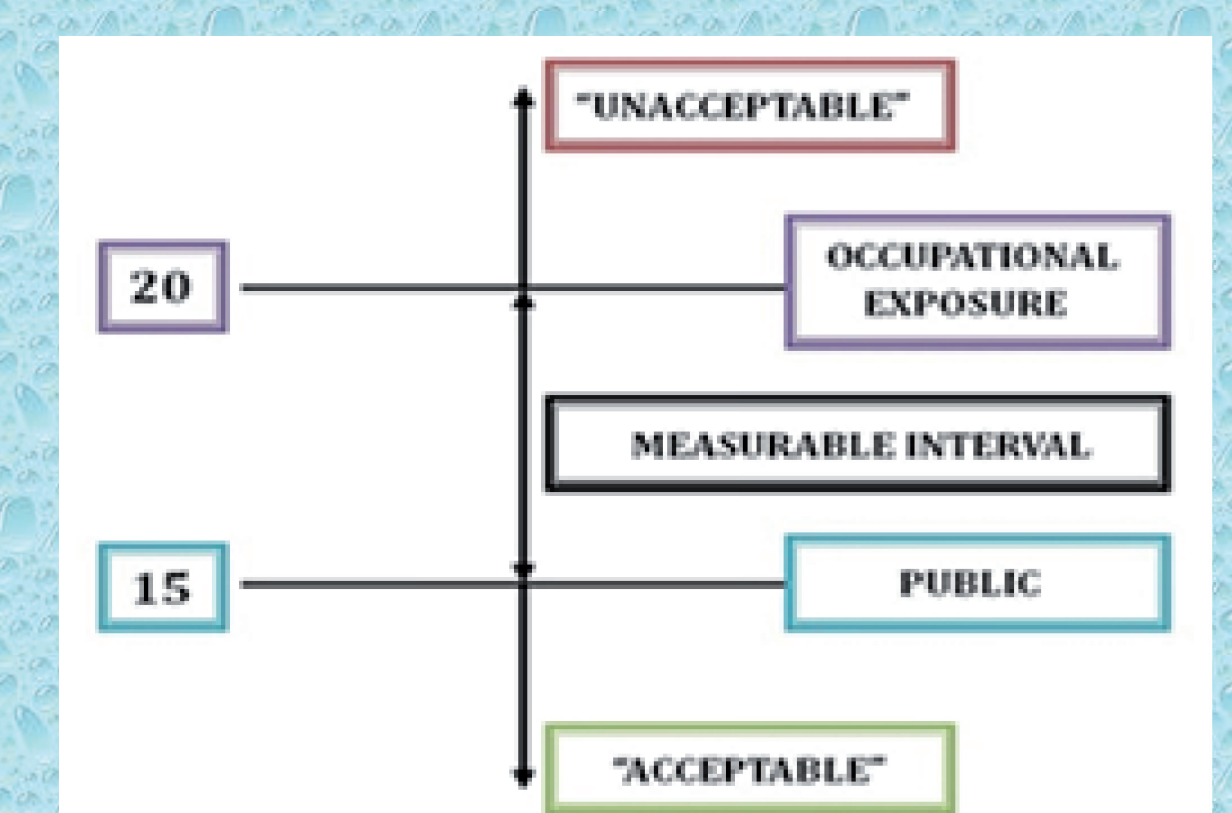 "UNACCEPTABLE"
20
OCCUPATIONAL
EXPOSURE
MEASURABLE INTERVAL
15
PUBLIC
"ACCEPTABLE"